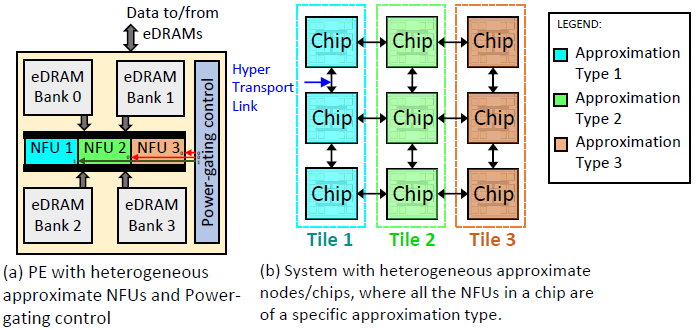 Data to/from
eDRAMs
eDRAM
Bank 0
eDRAM
Bank 1
NFU 1
NFU 2
NFU 3
Power-gating control
eDRAM
Bank 2
eDRAM
Bank 3
(a) PE with heterogeneous
approximate NFUs and Power-
gating control
Chip
Chip
Chip
Hyper
Transport
Link
Chip
Chip
Chip
Chip
Chip
Chip
Tile 1
Tile 2
Tile 3
(b) System with heterogeneous approximate
nodes/chips, where all the NFUs in a chip are
of a specific approximation type.
LEGEND:
Approximation
Type 1
Approximation
Type 2
Approximation
Type 3